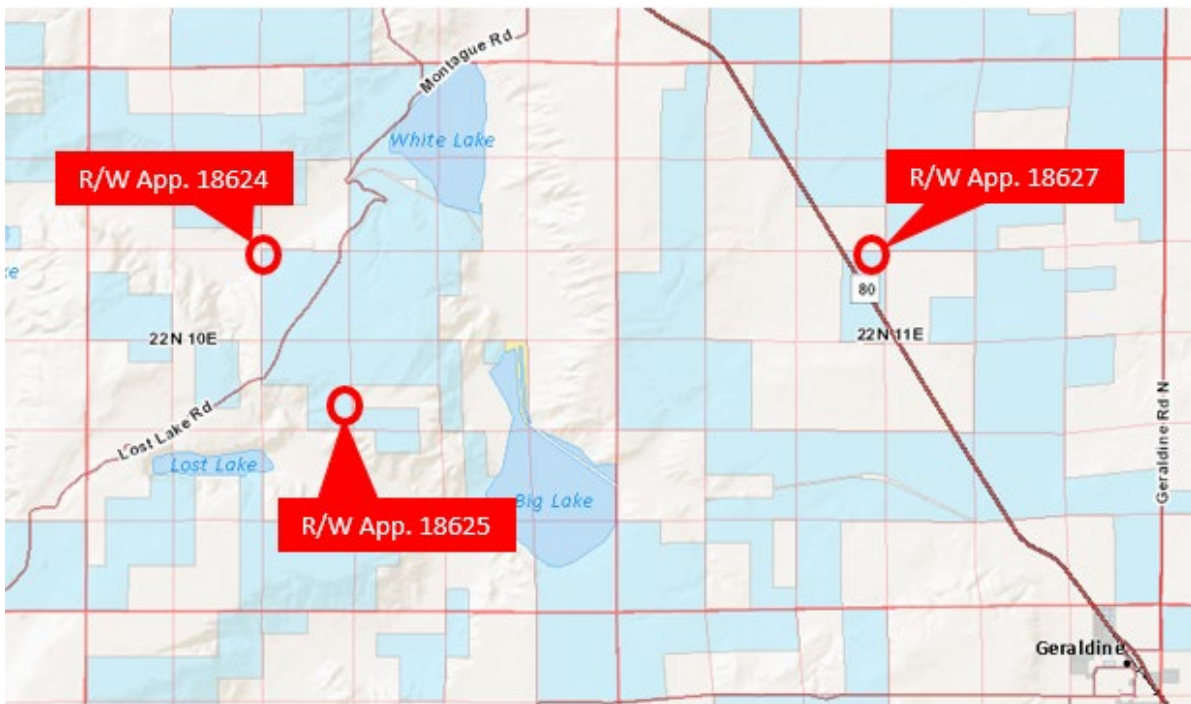 Montague Rd
White Lake
R/W App. 18624
R/W App. 18627
80
22N 10E
22N 11E
Lost Lake Rd
Lost Lake
Geraldine Rd N
Big Lake
R/W App. 18625
Geraldine